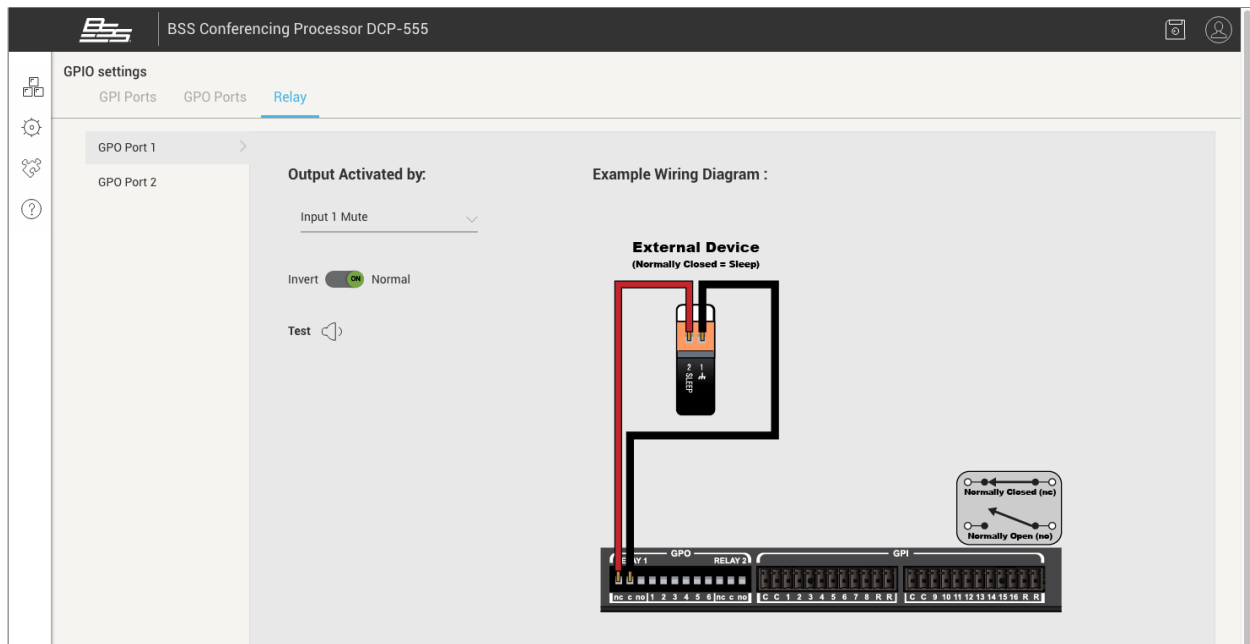 BSS
BSS Conferencing Processor DCP-555
GPIO settings
GPI Ports GPO Ports Relay
GPO Port 1
GPO Port 2
Output Activated by:
Input 1 Mute
Invert ON Normal
Test
Example Wiring Diagram :
External Device
(Normally Closed = Sleep)
2 1
SLEEP
Normally Closed (nc)
Normally Open (no)
GPO GPI
RELAY 1 RELAY 2
nc c no 1 2 3 4 5 6 nc c no C C 1 2 3 4 5 6 7 8 R R C C 9 10 11 12 13 14 15 16 R R